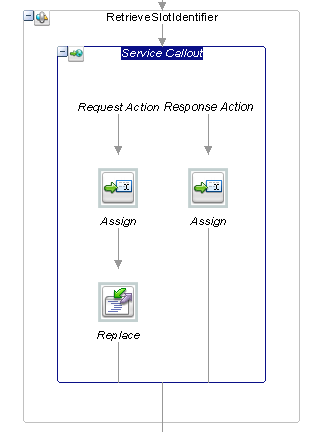 RetrieveSlotIdentifier
Service Callout
Request Action Response Action
Assign Assign
Replace